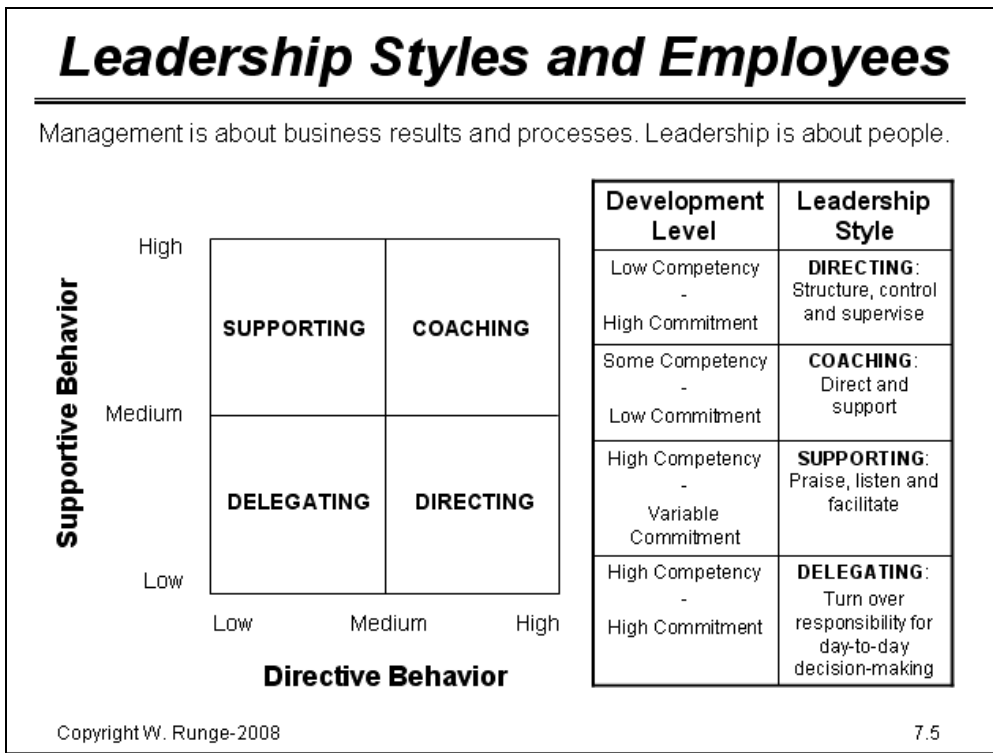 Leadership Styles and Employees
Management is about business results and processes. Leadership is about people.
High
Medium
Low
Supportive Behavior
SUPPORTING
COACHING
DELEGATING
DIRECTING
Low
Medium
High
Directive Behavior
Development
Level
Leadership
Style
Low Competency
-
High Commitment
DIRECTING:
Structure, control
and supervise
Some Competency
-
Low Commitment
COACHING:
Direct and
support
High Competency
-
Variable
Commitment
SUPPORTING:
Praise, listen and
facilitate
High Competency
-
High Commitment
DELEGATING:
Turn over
responsibility for
day-to-day
decision-making
Copyright W. Runge-2008
7.5